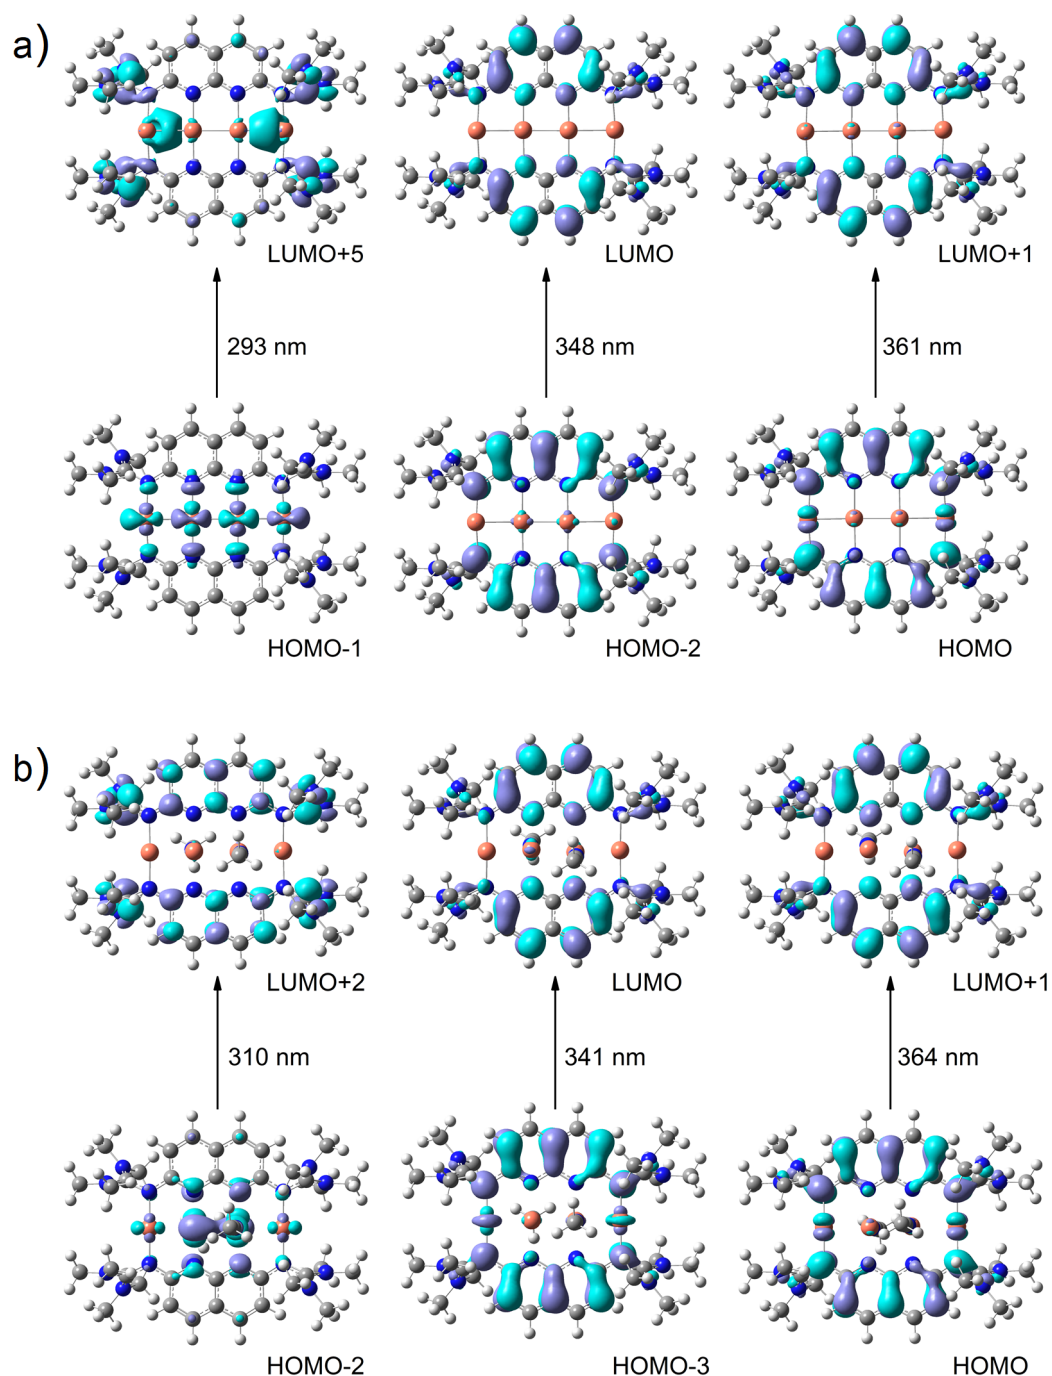 a)
LUMO+5
LUMO
LUMO+1
293 nm
348 nm
361 nm
HOMO-1
HOMO-2
HOMO
b)
LUMO+2
LUMO
LUMO+1
310 nm
341 nm
364 nm
HOMO-2
HOMO-3
HOMO